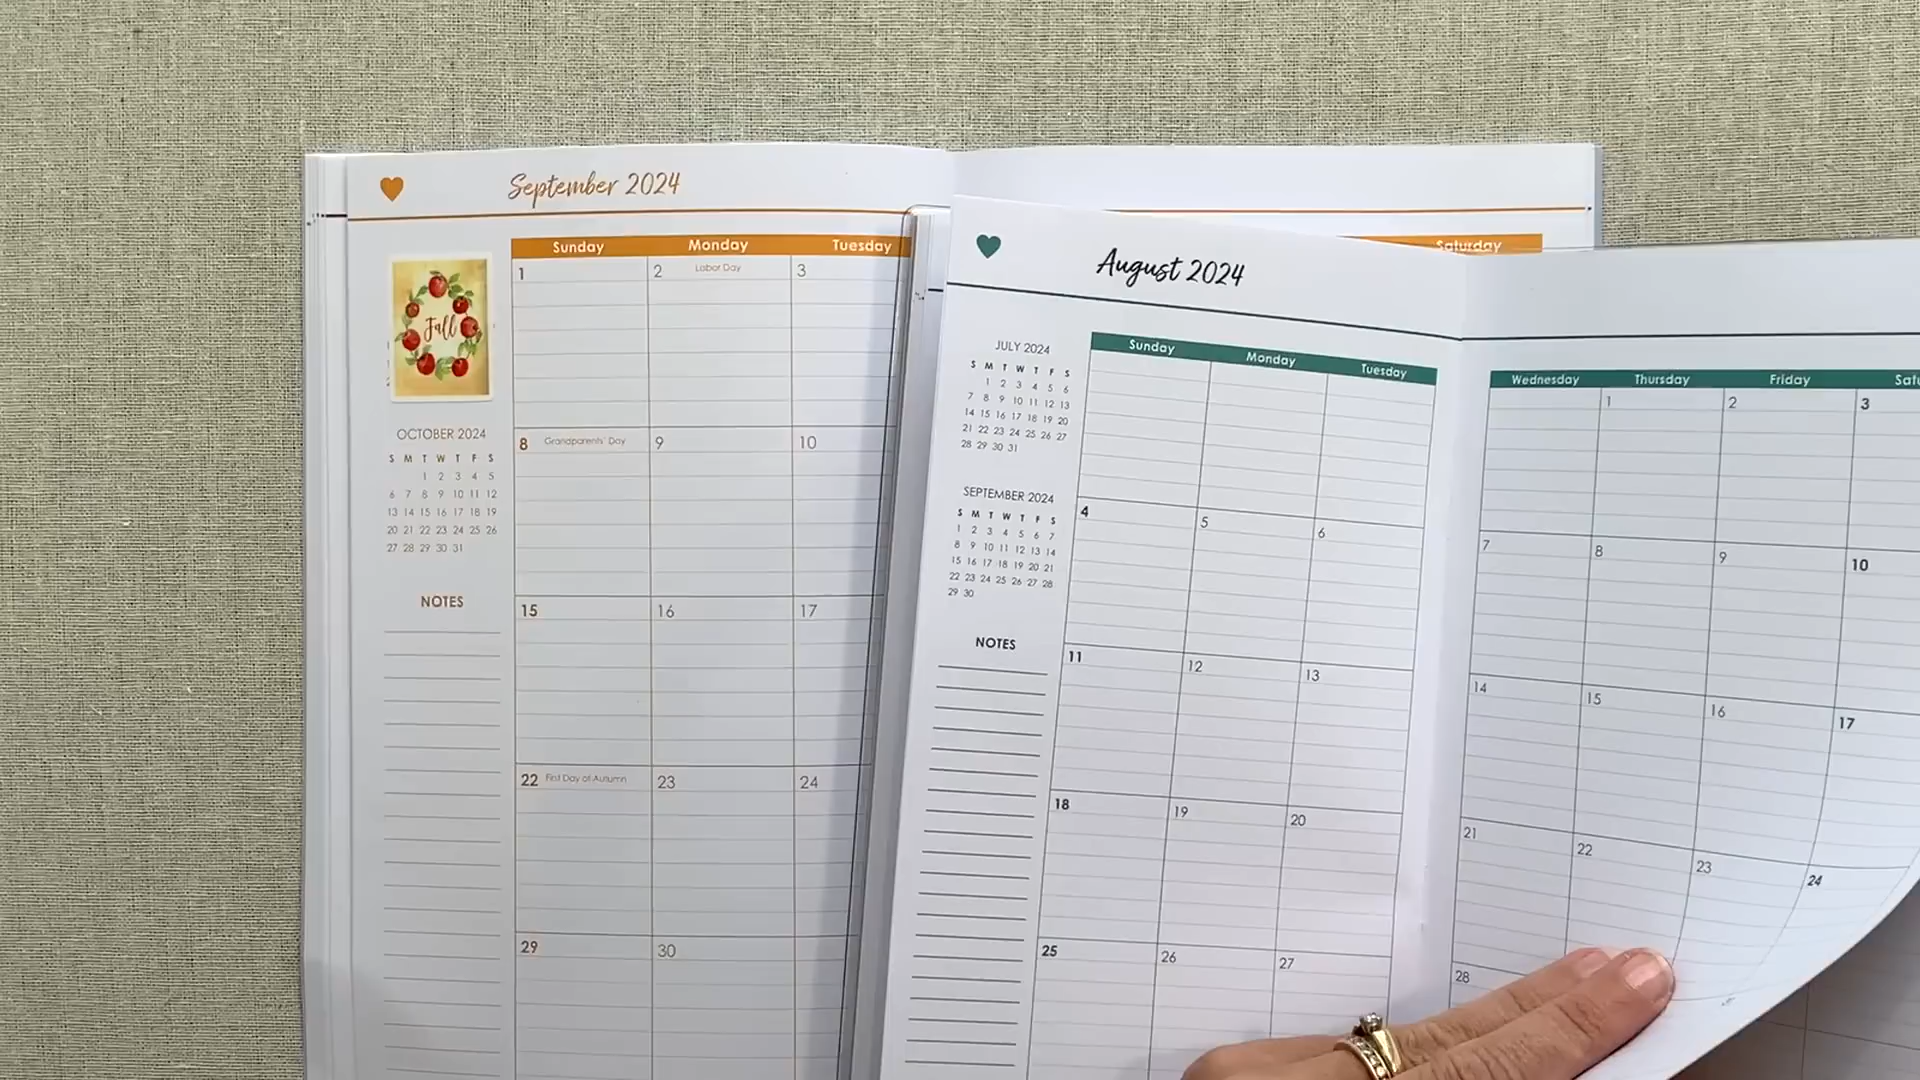 September 2024
Sunday Monday Tuesday
Saturday
1 2 Labor Day 3
Fall
8 Grandparents' Day 9 10
OCTOBER 2024
S M T W T F S
1 2 3 4 5
6 7 8 9 10 11 12
13 14 15 16 17 18 19
20 21 22 23 24 25 26
27 28 29 30 31
NOTES
15 16 17
22 First Day of Autumn 23 24
29 30
August 2024
JULY 2024
S M T W T F S
1 2 3 4 5 6
7 8 9 10 11 12 13
14 15 16 17 18 19 20
21 22 23 24 25 26 27
28 29 30 31
SEPTEMBER 2024
S M T W T F S
1 2 3 4 5 6 7
8 9 10 11 12 13 14
15 16 17 18 19 20 21
22 23 24 25 26 27 28
29 30
NOTES
Sunday Monday Tuesday
4 5 6
11 12 13
18 19 20
25 26 27
Wednesday Thursday Friday Satu
1 2 3
7 8 9 10
14 15 16 17
21 22 23 24
28